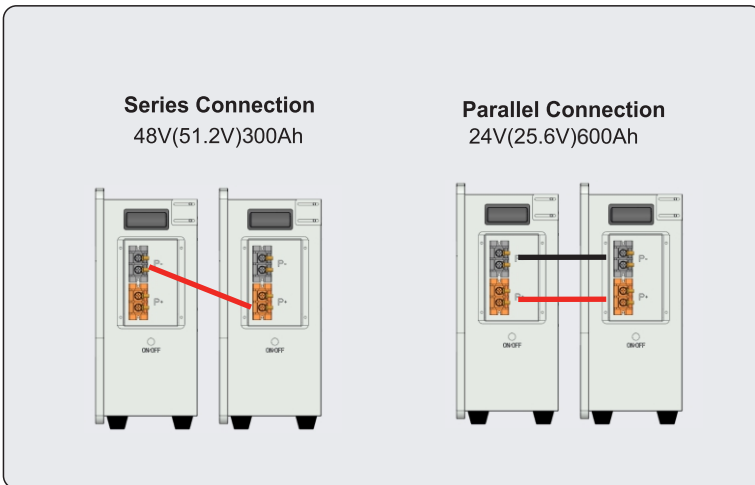 Series Connection
48V(51.2V)300Ah
Parallel Connection
24V(25.6V)600Ah
P-
P+
ON·OFF
P-
P+
ON·OFF
P-
P+
ON·OFF
ON·OFF